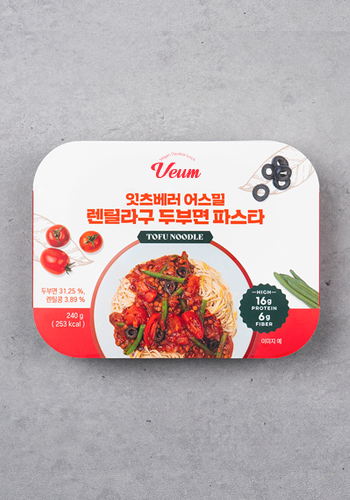 Veum
잇츠베러 어스밀
렌틸라구 두부면 파스타
TOFU NOODLE
두부면 31.25 %,
렌틸콩 3.89 %
240 g
( 253 kcal )
HIGH
16g
PROTEIN
6g
FIBER
이미지 예